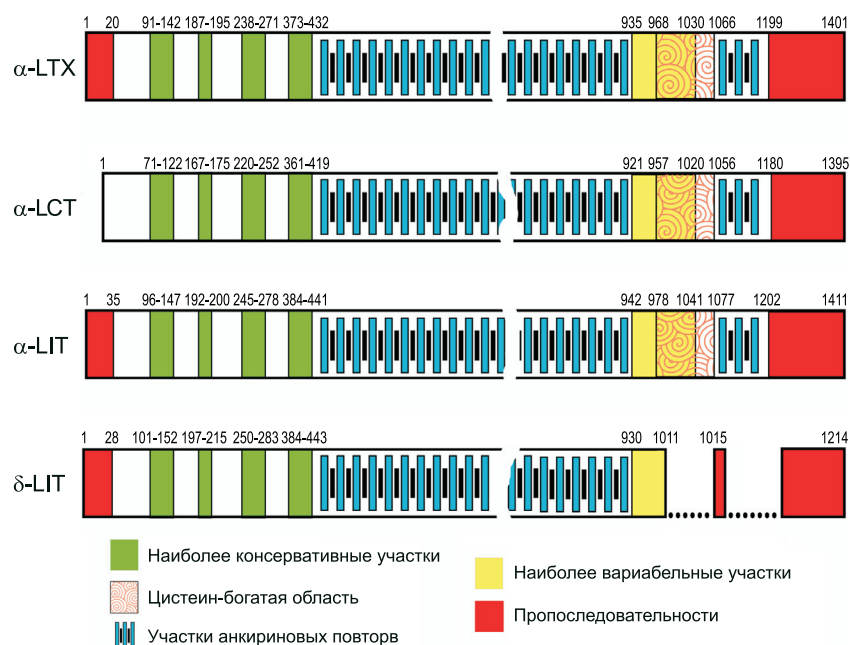 1 20 91-142 187-195 238-271 373-432 935 968 1030 1066 1199 1401
α-LTX
71-122 167-175 220-252 361-419 921 957 1020 1056 1180 1395
1
α-LCT
1 35 96-147 192-200 245-278 384-441 942 978 1041 1077 1202 1411
α-LIT
1 28 101-152 197-215 250-283 384-443 930 1011 1015 1214
δ-LIT
Наиболее консервативные участки
Цистеин-богатая область
Участки анкириновых повторв
Наиболее вариабельные участки
Пропоследовательности